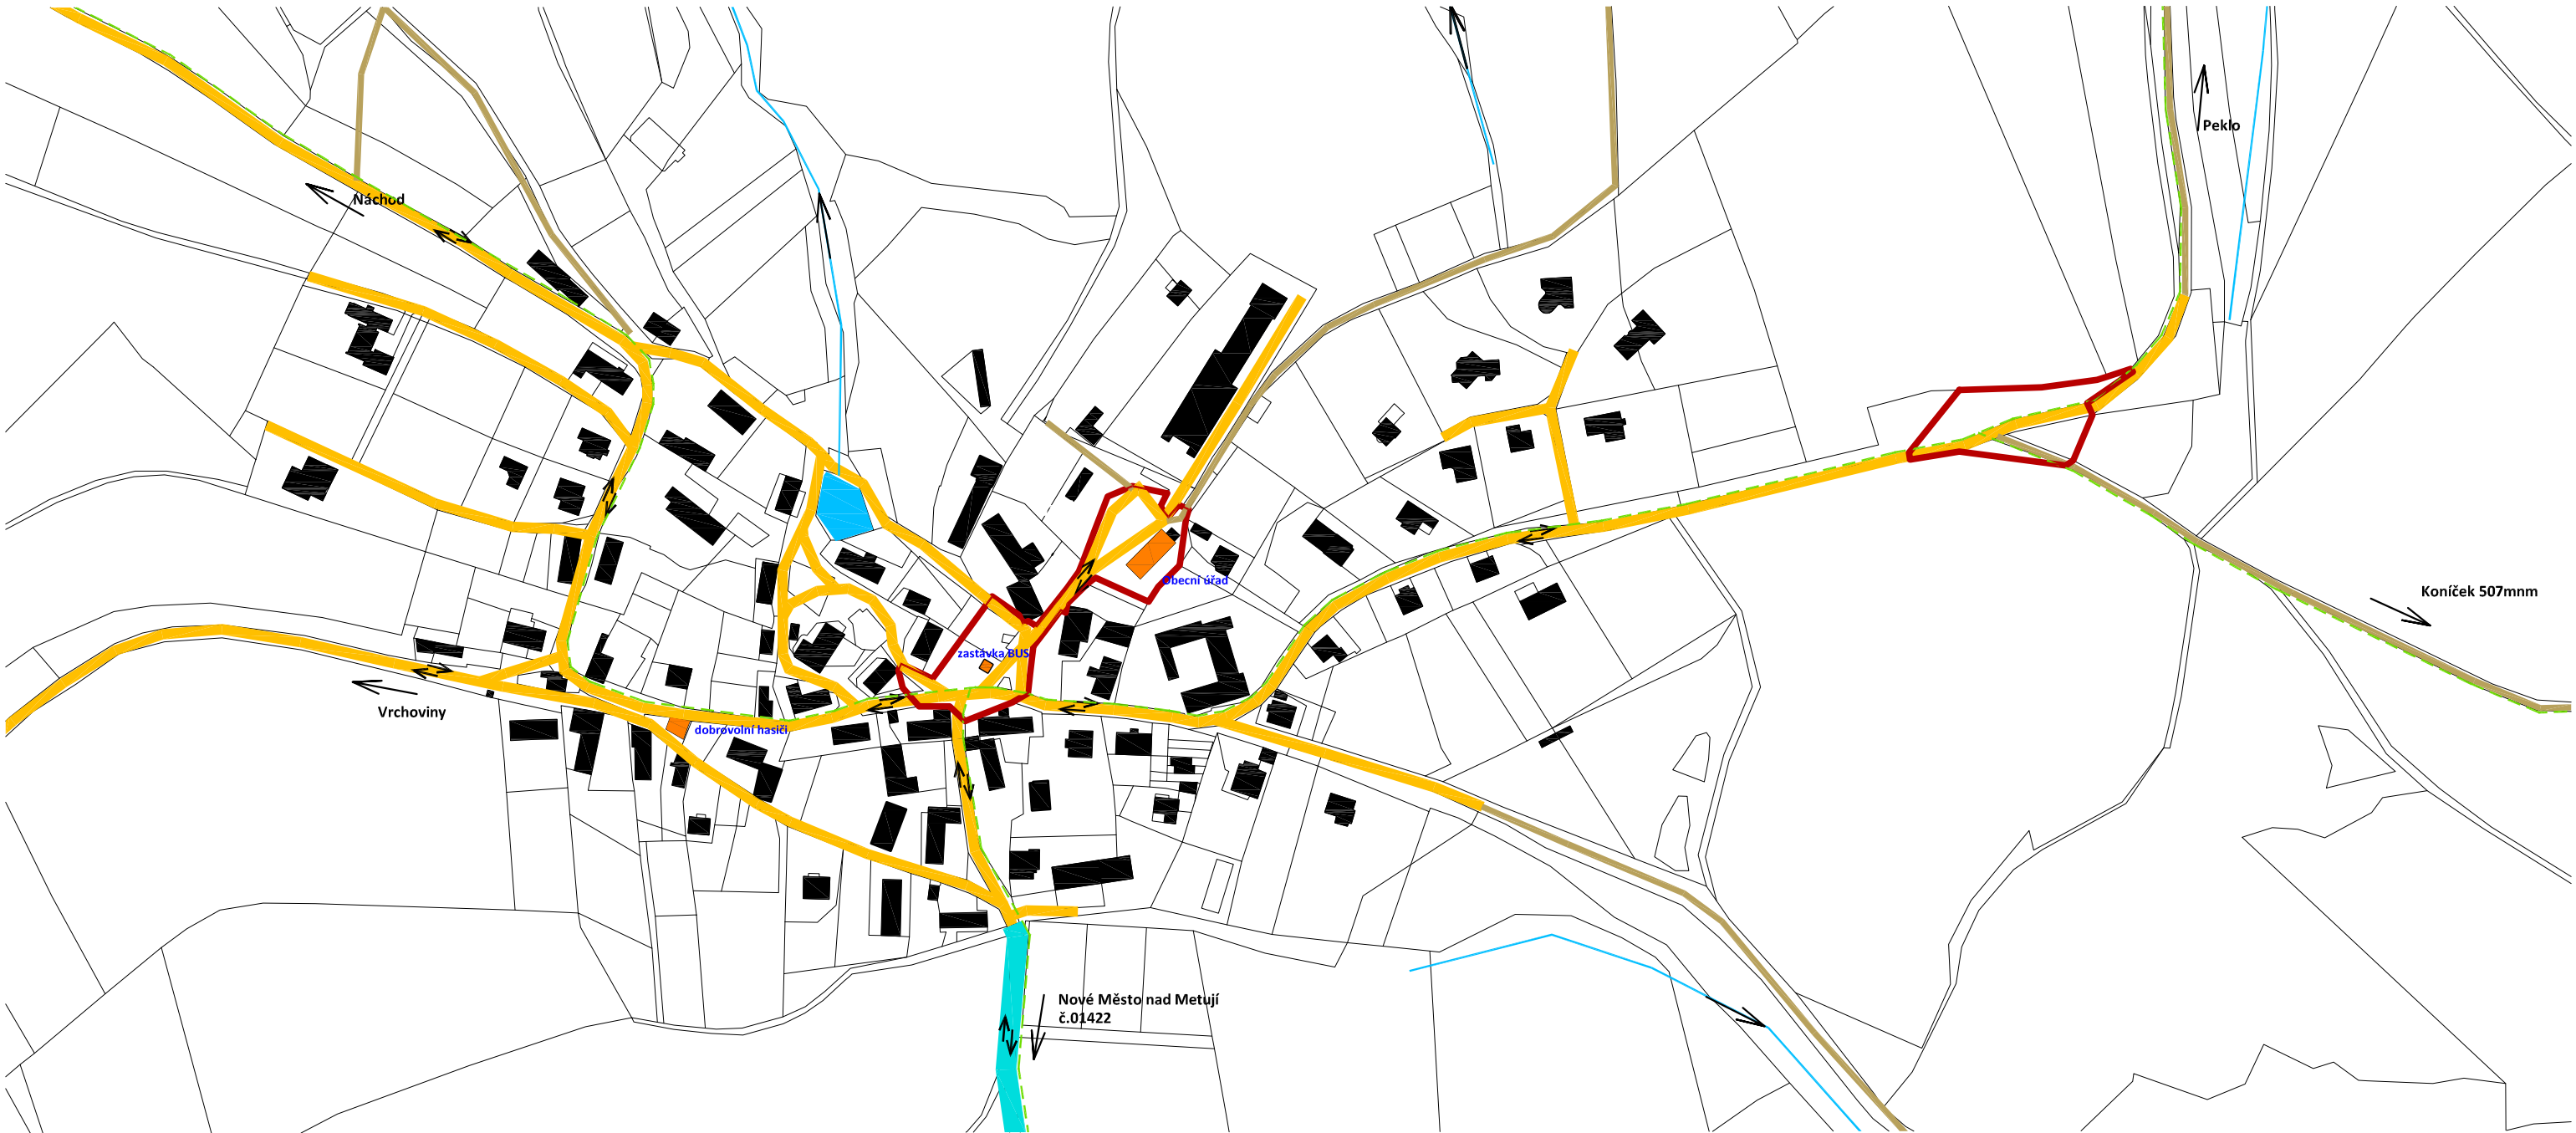 Peklo
Náchod
Obecní úřad
Koníček 507mnm
zastávka BUS
Vrchoviny
dobrovolní hasiči
Nové Město nad Metují
č.01422